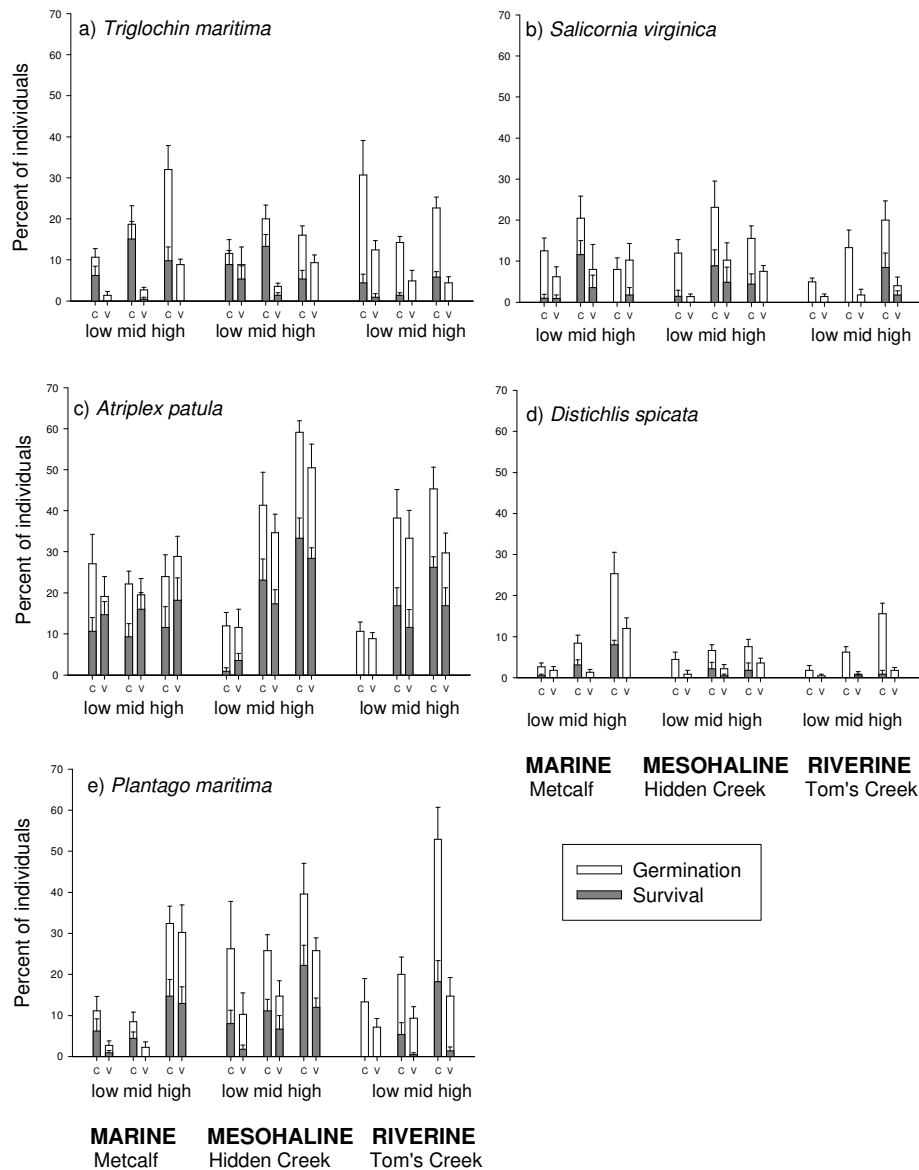 a) Triglochin maritima
70
60
50
40
30
20
10
0
Percent of individuals
C V C V C V C V C V C V C V C V C V
low mid high low mid high low mid high
b) Salicornia virginica
70
60
50
40
30
20
10
0
C V C V C V C V C V C V C V C V C V
low mid high low mid high low mid high
c) Atriplex patula
70
60
50
40
30
20
10
0
Percent of individuals
C V C V C V C V C V C V C V C V C V
low mid high low mid high low mid high
d) Distichlis spicata
70
60
50
40
30
20
10
0
C V C V C V C V C V C V C V C V C V
low mid high low mid high low mid high
MARINE MESOHALINE RIVERINE
Metcalf Hidden Creek Tom's Creek
Germination
Survival
e) Plantago maritima
70
60
50
40
30
20
10
0
Percent of individuals
C V C V C V C V C V C V C V C V C V
low mid high low mid high low mid high
MARINE MESOHALINE RIVERINE
Metcalf Hidden Creek Tom's Creek